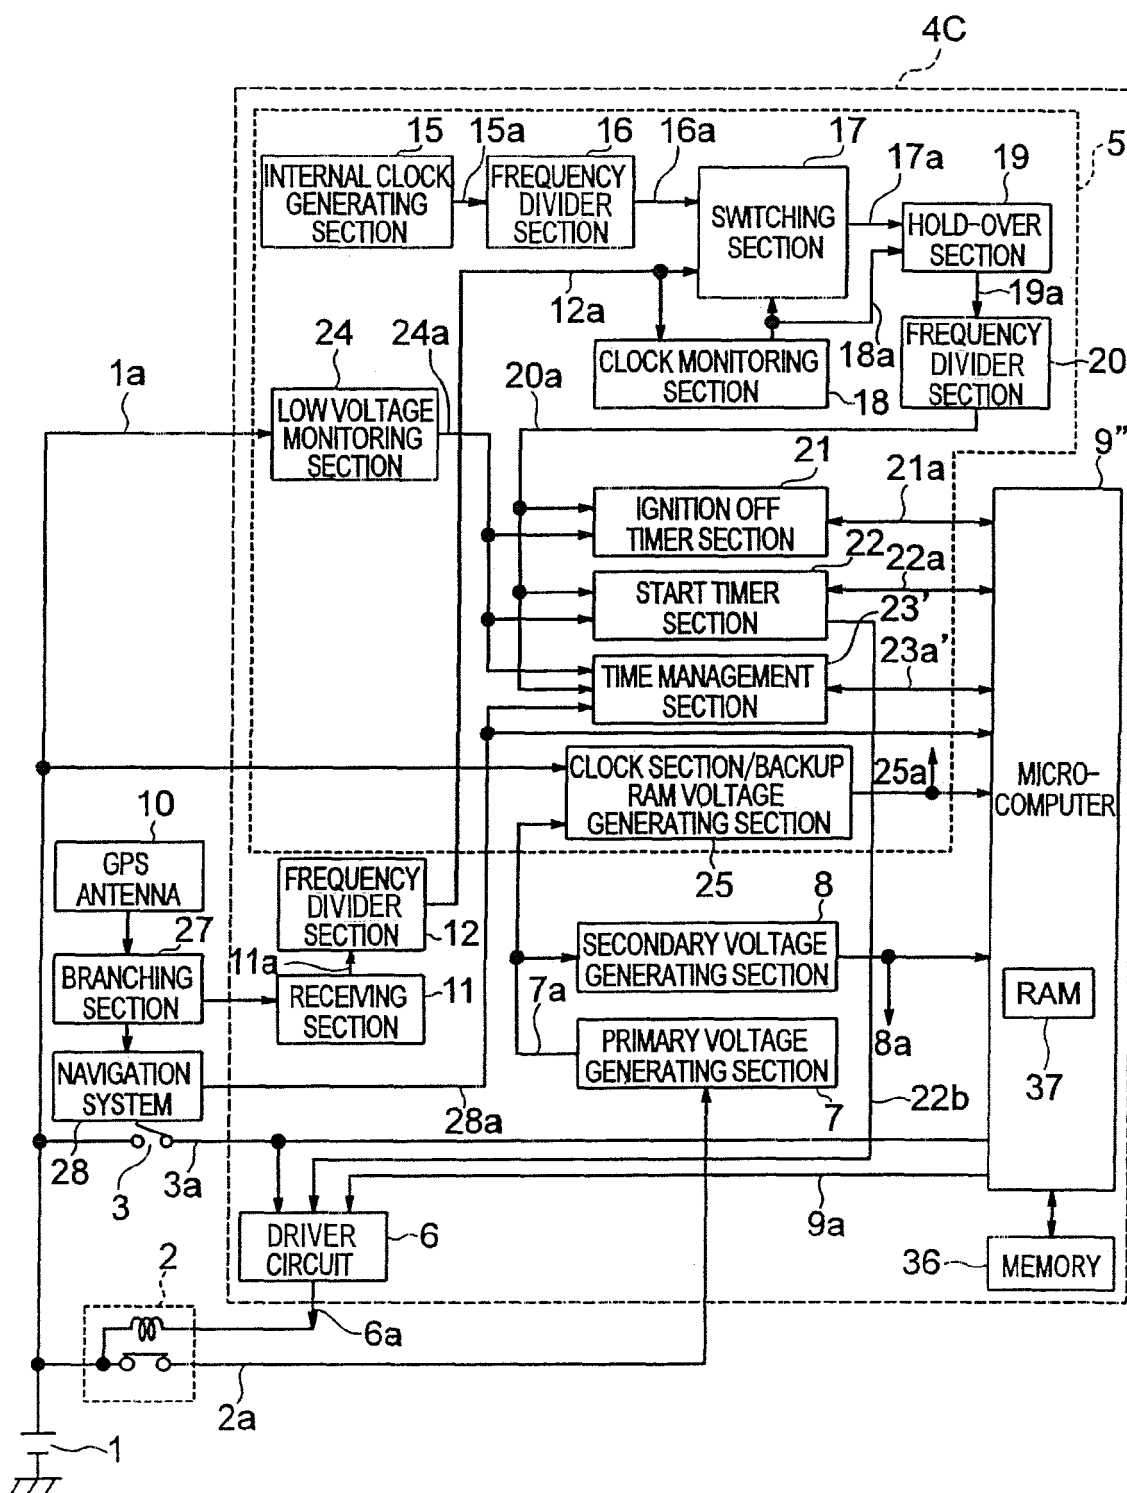 4C
15
15a
16
16a
17
17a
19
5
INTERNAL CLOCK
GENERATING
SECTION
FREQUENCY
DIVIDER
SECTION
SWITCHING
SECTION
HOLD-OVER
SECTION
12a
19a
24
24a
18a
CLOCK MONITORING
SECTION
18
FREQUENCY
DIVIDER
SECTION
20
1a
20a
LOW VOLTAGE
MONITORING
SECTION
21
21a
9"
IGNITION OFF
TIMER SECTION
22
22a
START TIMER
SECTION
23'
23a'
TIME MANAGEMENT
SECTION
CLOCK SECTION/BACKUP
RAM VOLTAGE
GENERATING SECTION
25a
25
MICRO-
COMPUTER
10
GPS
ANTENNA
FREQUENCY
DIVIDER
SECTION
12
27
11a
BRANCHING
SECTION
RECEIVING
SECTION
11
8
SECONDARY VOLTAGE
GENERATING SECTION
7a
8a
RAM
37
PRIMARY VOLTAGE
GENERATING SECTION
7
22b
NAVIGATION
SYSTEM
28
28a
3
3a
9a
DRIVER
CIRCUIT
6
36
MEMORY
2
6a
2a
1